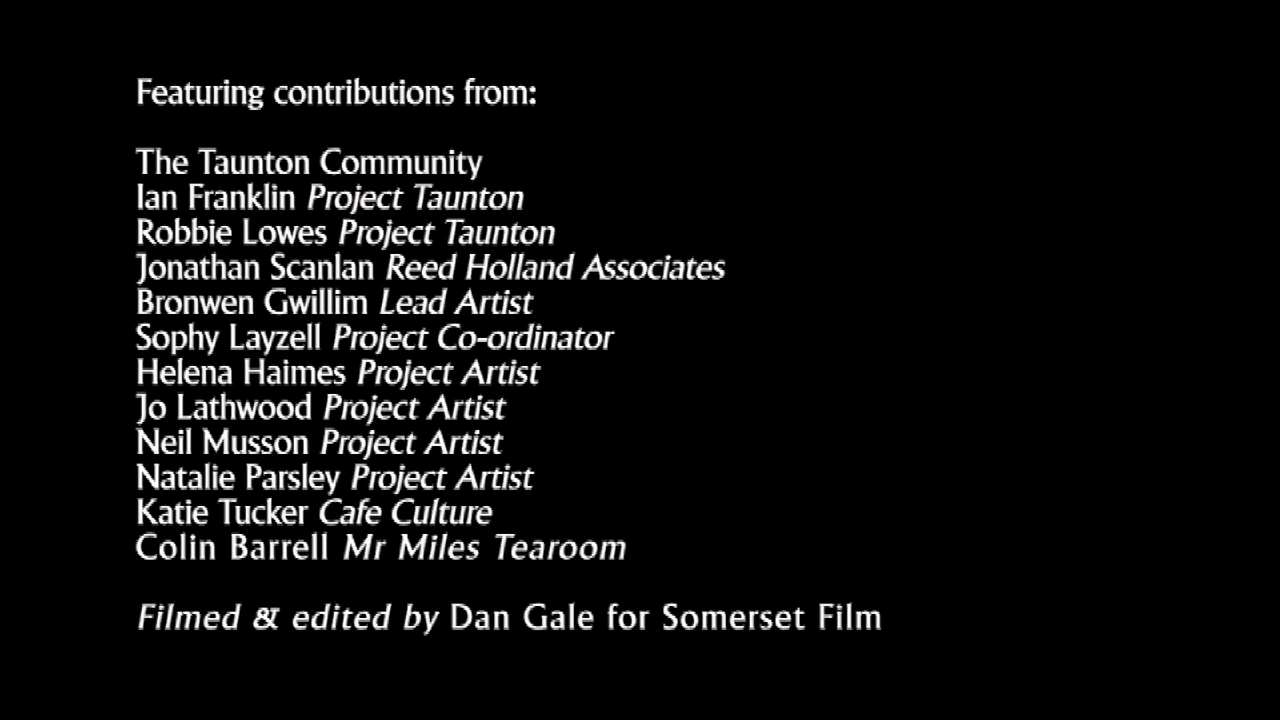 Featuring contributions from:
The Taunton Community
Ian Franklin Project Taunton
Robbie Lowes Project Taunton
Jonathan Scanlan Reed Holland Associates
Bronwen Gwillim Lead Artist
Sophy Layzell Project Co-ordinator
Helena Haimes Project Artist
Jo Lathwood Project Artist
Neil Musson Project Artist
Natalie Parsley Project Artist
Katie Tucker Cafe Culture
Colin Barrell Mr Miles Tearoom
Filmed & edited by Dan Gale for Somerset Film